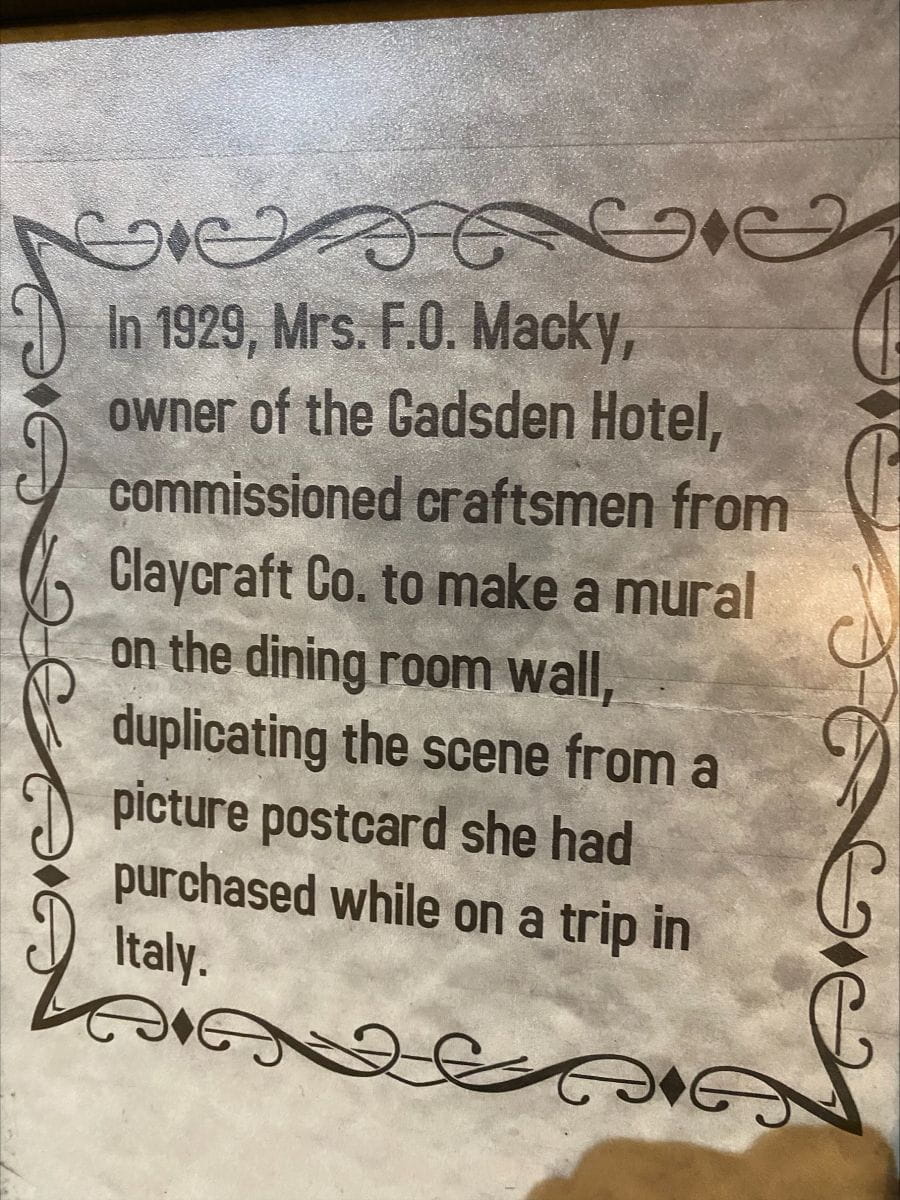 In 1929, Mrs. F.O. Macky,
owner of the Gadsden Hotel,
commissioned craftsmen from
Claycraft Co. to make a mural
on the dining room wall,
duplicating the scene from a
picture postcard she had
purchased while on a trip in
Italy.